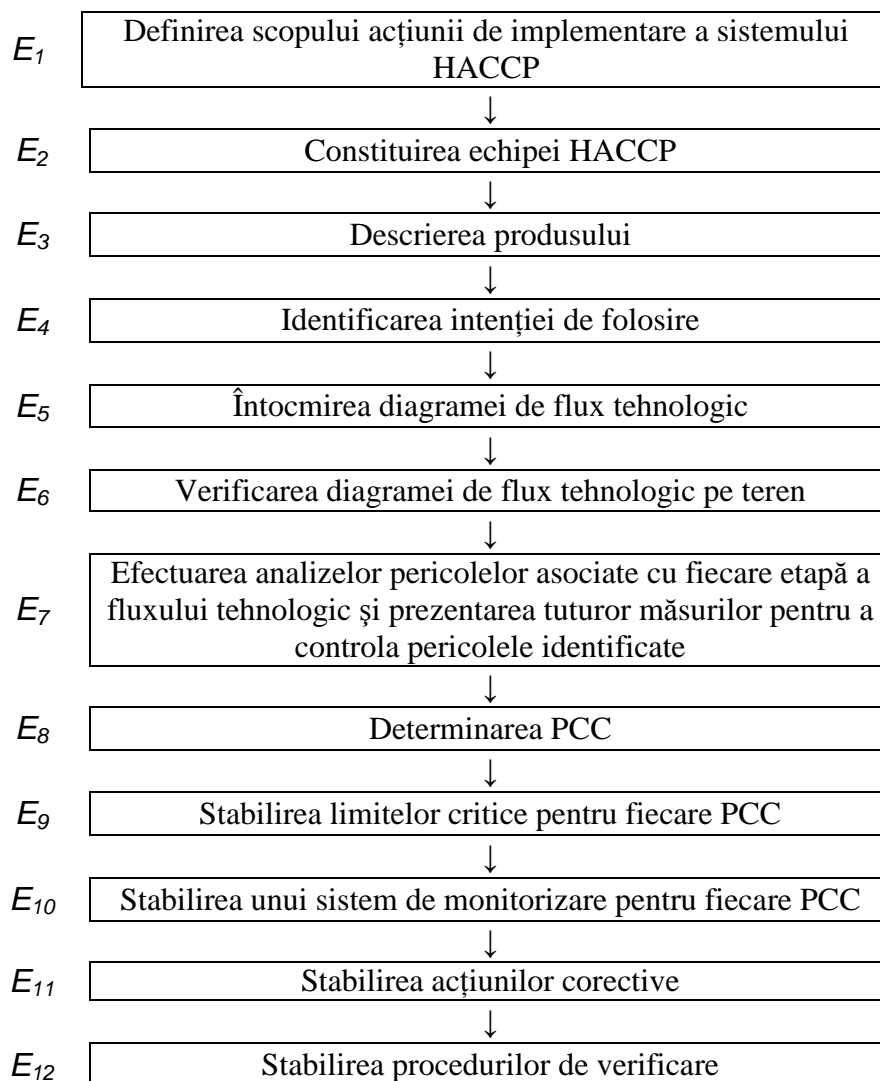 E1 Definirea scopului acțiunii de implementare a sistemului
HACCP
↓
E2 Constituirea echipei HACCP
↓
E3 Descrierea produsului
↓
E4 Identificarea intenției de folosire
↓
E5 Întocmirea diagramei de flux tehnologic
↓
E6 Verificarea diagramei de flux tehnologic pe teren
↓
Efectuarea analizelor pericolelor asociate cu fiecare etapă a
E7 fluxului tehnologic şi prezentarea tuturor măsurilor pentru a
controla pericolele identificate
↓
E8 Determinarea PCC
↓
E9 Stabilirea limitelor critice pentru fiecare PCC
↓
E10 Stabilirea unui sistem de monitorizare pentru fiecare PCC
↓
E11 Stabilirea acțiunilor corective
↓
E12 Stabilirea procedurilor de verificare